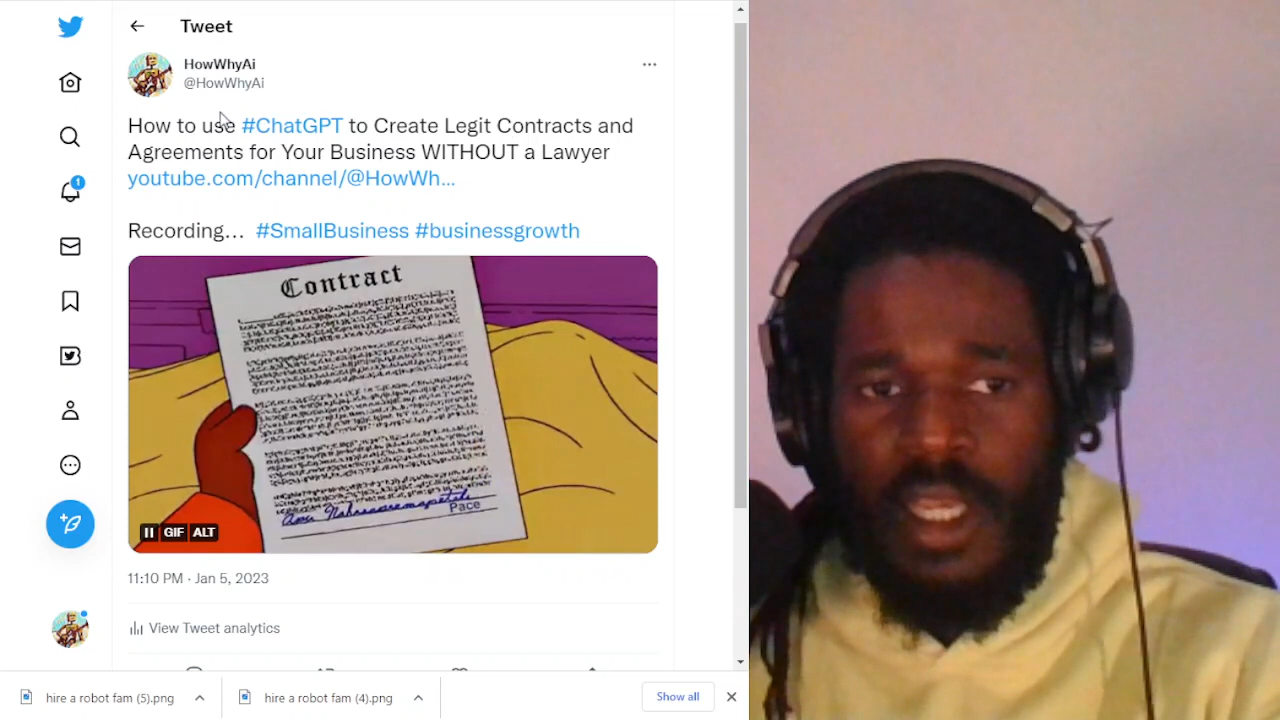 Tweet
HowWhyAi
@HowWhyAi
How to use #ChatGPT to Create Legit Contracts and
Agreements for Your Business WITHOUT a Lawyer
youtube.com/channel/@HowWh...
1
Recording... #SmallBusiness #businessgrowth
Contract
Pace
GIF ALT
11:10 PM · Jan 5, 2023
View Tweet analytics
hire a robot fam (5).png
hire a robot fam (4).png
Show all